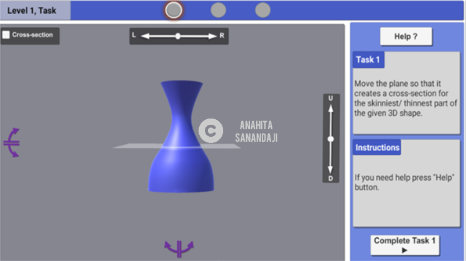 Level 1, Task
Cross-section
L R
Help ?
Task 1
Move the plane so that it
creates a cross-section for
the skinniest/ thinnest part of
the given 3D shape.
U
D
© ANAHITA
SANANDAJI
Instructions
If you need help press "Help"
button.
Complete Task 1